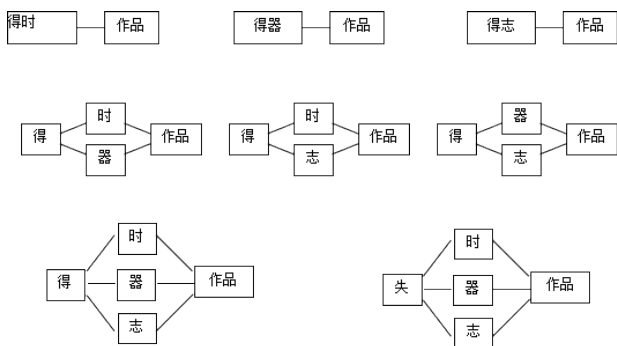 得时 作品 得器 作品 得志 作品
时 时 器
得 作品 得 作品 得 作品
器 志 志
时 时
得 器 作品 失 器 作品
志 志